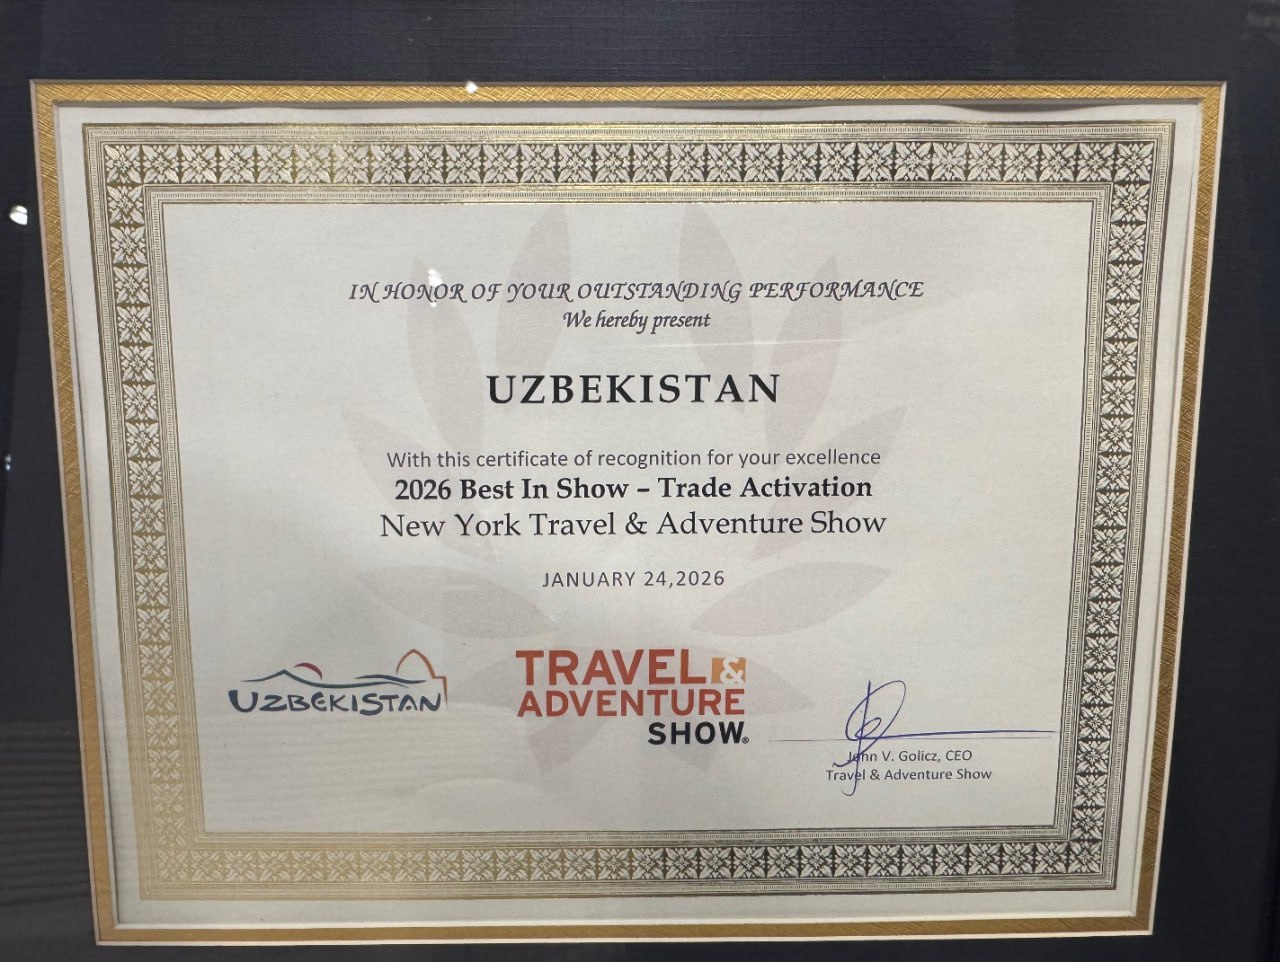 IN HONOR OF YOUR OUTSTANDING PERFORMANCE
We hereby present
UZBEKISTAN
With this certificate of recognition for your excellence
2026 Best In Show – Trade Activation
New York Travel & Adventure Show
JANUARY 24,2026
UZBEKISTAN
TRAVEL &
ADVENTURE
SHOW®
John V. Golicz, CEO
Travel & Adventure Show